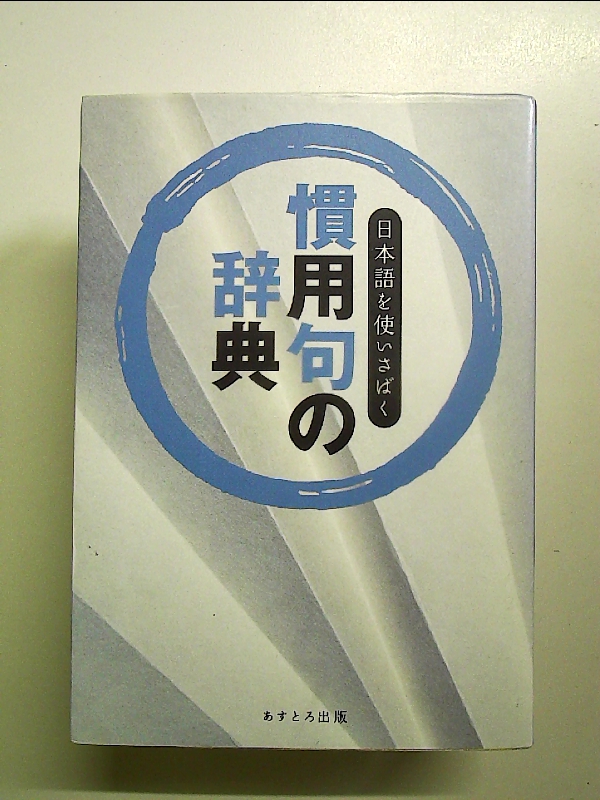 日本語を使いさばく
慣用句の
辞典
あすとろ出版